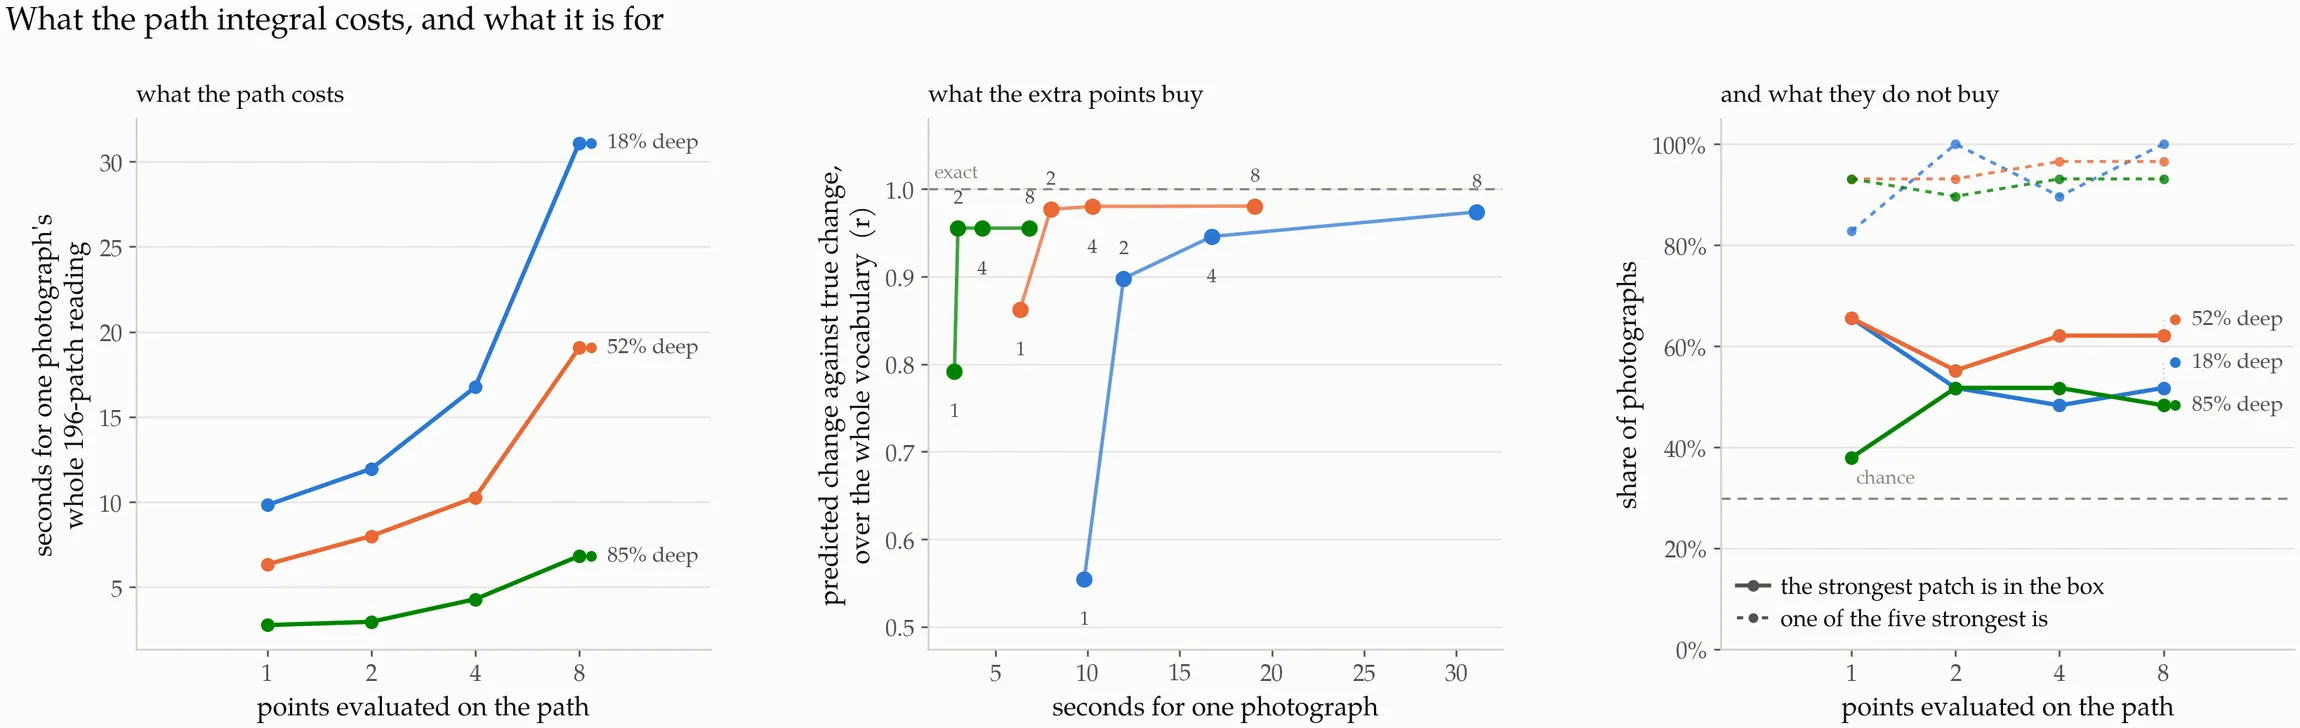 What the path integral costs, and what it is for
what the path costs
seconds for one photograph's
whole 196-patch reading
30
25
20
15
10
5
18% deep
52% deep
85% deep
1
2
4
8
points evaluated on the path
what the extra points buy
predicted change against true change,
over the whole vocabulary (r)
exact
1.0
0.9
0.8
0.7
0.6
0.5
2
8
2
8
8
4
4
2
4
1
1
1
5
10
15
20
25
30
seconds for one photograph
and what they do not buy
share of photographs
100%
80%
60%
40%
20%
0%
52% deep
18% deep
85% deep
chance
the strongest patch is in the box
one of the five strongest is
1
2
4
8
points evaluated on the path